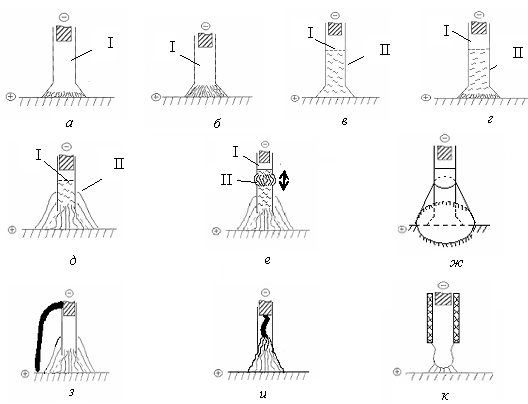 ⊖ ⊖ ⊖ ⊖
I I I II I II
⊕ ⊕ ⊕ ⊕
а б в г
⊖ ⊖ ⊖
I II I II
⊕ ⊕ ⊕
д е ж
⊖ ⊖ ⊖
⊕ ⊕ ⊕
з и к